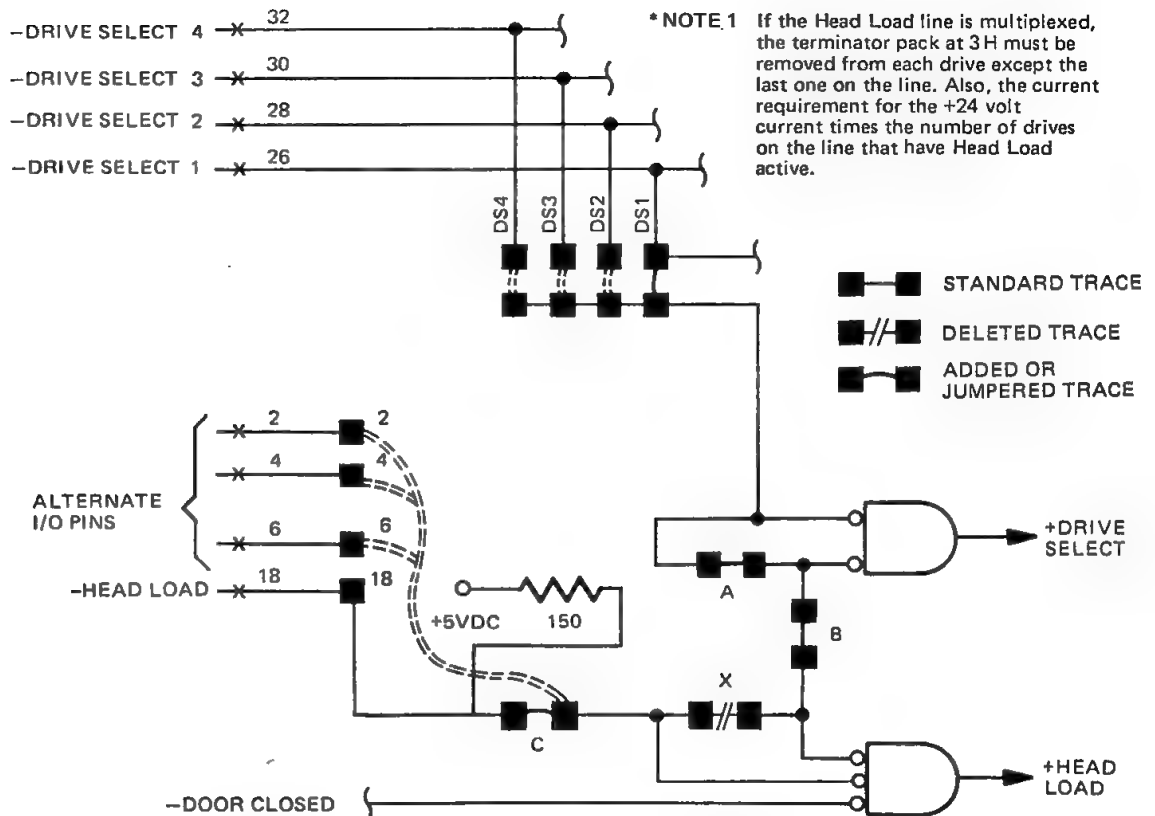 -DRIVE SELECT 4 32
-DRIVE SELECT 3 30
-DRIVE SELECT 2 28
-DRIVE SELECT 1 26
*NOTE 1 If the Head Load line is multiplexed,
the terminator pack at 3H must be
removed from each drive except the
last one on the line. Also, the current
requirement for the +24 volt
current times the number of drives
on the line that have Head Load
active.
DS4 DS3 DS2 DS1
STANDARD TRACE
DELETED TRACE
ADDED OR
JUMPERED TRACE
ALTERNATE
I/O PINS
2 2
4 4
6 6
-HEAD LOAD 18 18
+5VDC 150
A
B
X
C
+DRIVE
SELECT
+HEAD
LOAD
-DOOR CLOSED